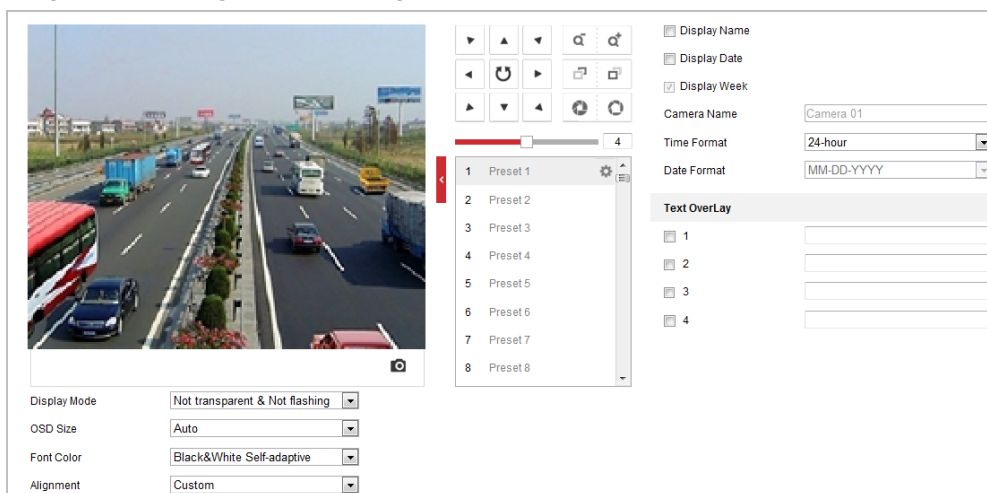 Display Name
Display Date
Display Week
Camera Name Camera 01
4
Time Format 24-hour
1 Preset 1
Date Format MM-DD-YYYY
2 Preset 2
Text OverLay
3 Preset 3
1
4 Preset 4
2
5 Preset 5
3
6 Preset 6
4
7 Preset 7
8 Preset 8
Display Mode Not transparent & Not flashing
OSD Size Auto
Font Color Black&White Self-adaptive
Alignment Custom